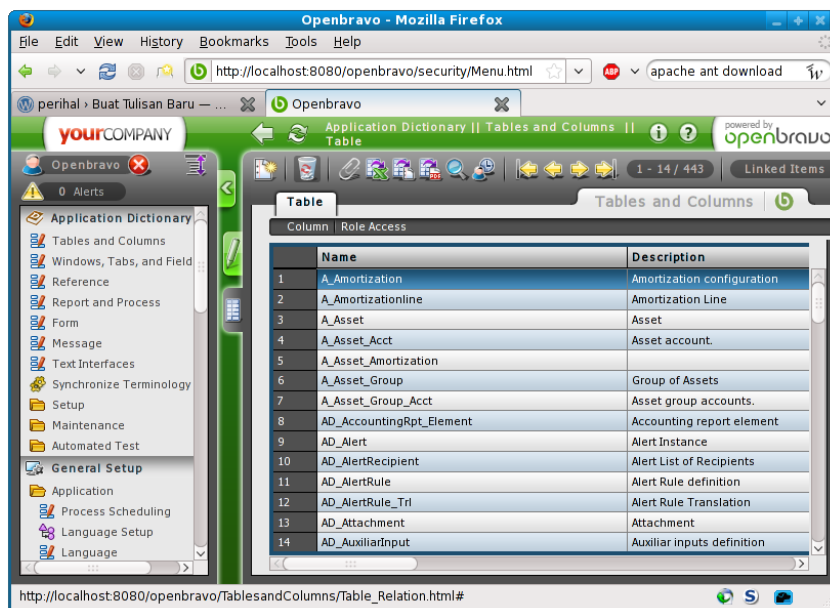 Openbravo - Mozilla Firefox
File Edit View History Bookmarks Tools Help
http://localhost:8080/openbravo/security/Menu.html
ABP
apache ant download
perihal › Buat Tulisan Baru — ...
Openbravo
yourCOMPANY
Application Dictionary || Tables and Columns ||
Table
powered by
openbravo
Openbravo
0 Alerts
1 - 14 / 443
Linked Items
Table
Tables and Columns
Column Role Access
Application Dictionary
Tables and Columns
Windows, Tabs, and Field
Reference
Report and Process
Form
Message
Text Interfaces
Synchronize Terminology
Setup
Maintenance
Automated Test
General Setup
Application
Process Scheduling
Language Setup
Language
Name Description
1 A_Amortization Amortization configuration
2 A_Amortizationline Amortization Line
3 A_Asset Asset
4 A_Asset_Acct Asset account.
5 A_Asset_Amortization
6 A_Asset_Group Group of Assets
7 A_Asset_Group_Acct Asset group accounts.
8 AD_AccountingRpt_Element Accounting report element
9 AD_Alert Alert Instance
10 AD_AlertRecipient Alert List of Recipients
11 AD_AlertRule Alert Rule definition
12 AD_AlertRule_Trl Alert Rule Translation
13 AD_Attachment Attachment
14 AD_AuxiliarInput Auxiliar inputs definition
http://localhost:8080/openbravo/TablesandColumns/Table_Relation.html#